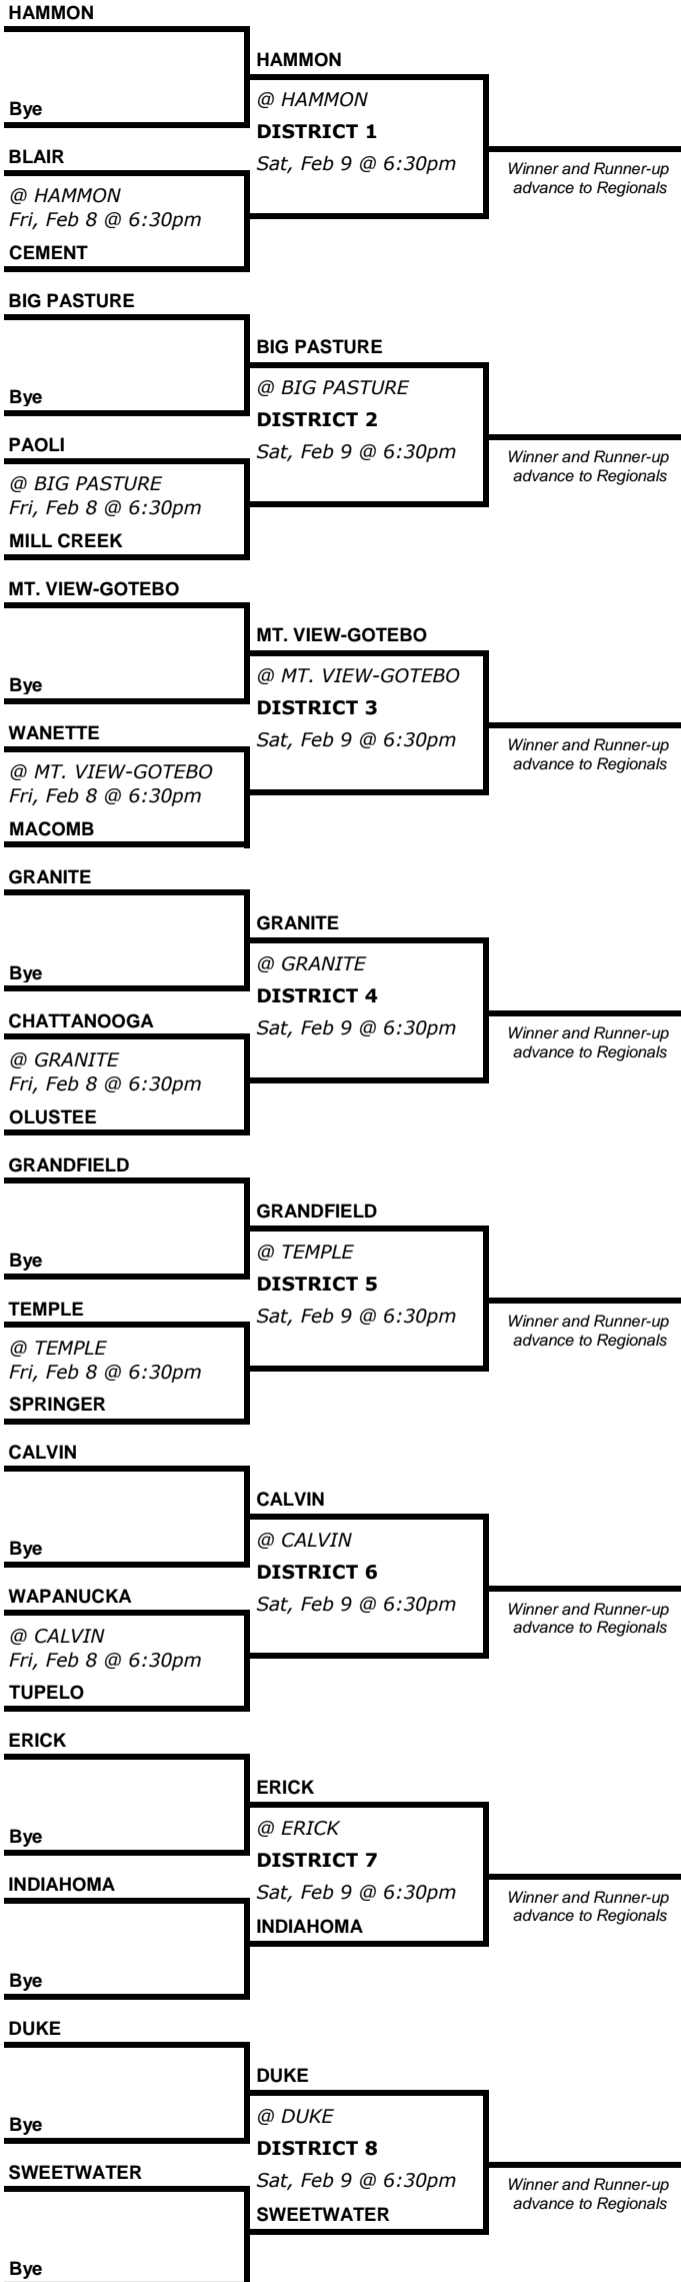 HAMMON
HAMMON
@ HAMMON
Bye
DISTRICT 1
BLAIR
Sat, Feb 9 @ 6:30pm
Winner and Runner-up
advance to Regionals
@ HAMMON
Fri, Feb 8 @ 6:30pm
CEMENT
BIG PASTURE
BIG PASTURE
@ BIG PASTURE
Bye
DISTRICT 2
PAOLI
Sat, Feb 9 @ 6:30pm
Winner and Runner-up
advance to Regionals
@ BIG PASTURE
Fri, Feb 8 @ 6:30pm
MILL CREEK
MT. VIEW-GOTEBO
MT. VIEW-GOTEBO
@ MT. VIEW-GOTEBO
Bye
DISTRICT 3
WANETTE
Sat, Feb 9 @ 6:30pm
Winner and Runner-up
advance to Regionals
@ MT. VIEW-GOTEBO
Fri, Feb 8 @ 6:30pm
MACOMB
GRANITE
GRANITE
@ GRANITE
Bye
DISTRICT 4
CHATTANOOGA
Sat, Feb 9 @ 6:30pm
Winner and Runner-up
advance to Regionals
@ GRANITE
Fri, Feb 8 @ 6:30pm
OLUSTEE
GRANDFIELD
GRANDFIELD
@ TEMPLE
Bye
DISTRICT 5
TEMPLE
Sat, Feb 9 @ 6:30pm
Winner and Runner-up
advance to Regionals
@ TEMPLE
Fri, Feb 8 @ 6:30pm
SPRINGER
CALVIN
CALVIN
@ CALVIN
Bye
DISTRICT 6
WAPANUCKA
Sat, Feb 9 @ 6:30pm
Winner and Runner-up
advance to Regionals
@ CALVIN
Fri, Feb 8 @ 6:30pm
TUPELO
ERICK
ERICK
@ ERICK
Bye
DISTRICT 7
INDIAHOMA
Sat, Feb 9 @ 6:30pm
Winner and Runner-up
advance to Regionals
INDIAHOMA
Bye
DUKE
DUKE
@ DUKE
Bye
DISTRICT 8
SWEETWATER
Sat, Feb 9 @ 6:30pm
Winner and Runner-up
advance to Regionals
SWEETWATER
Bye